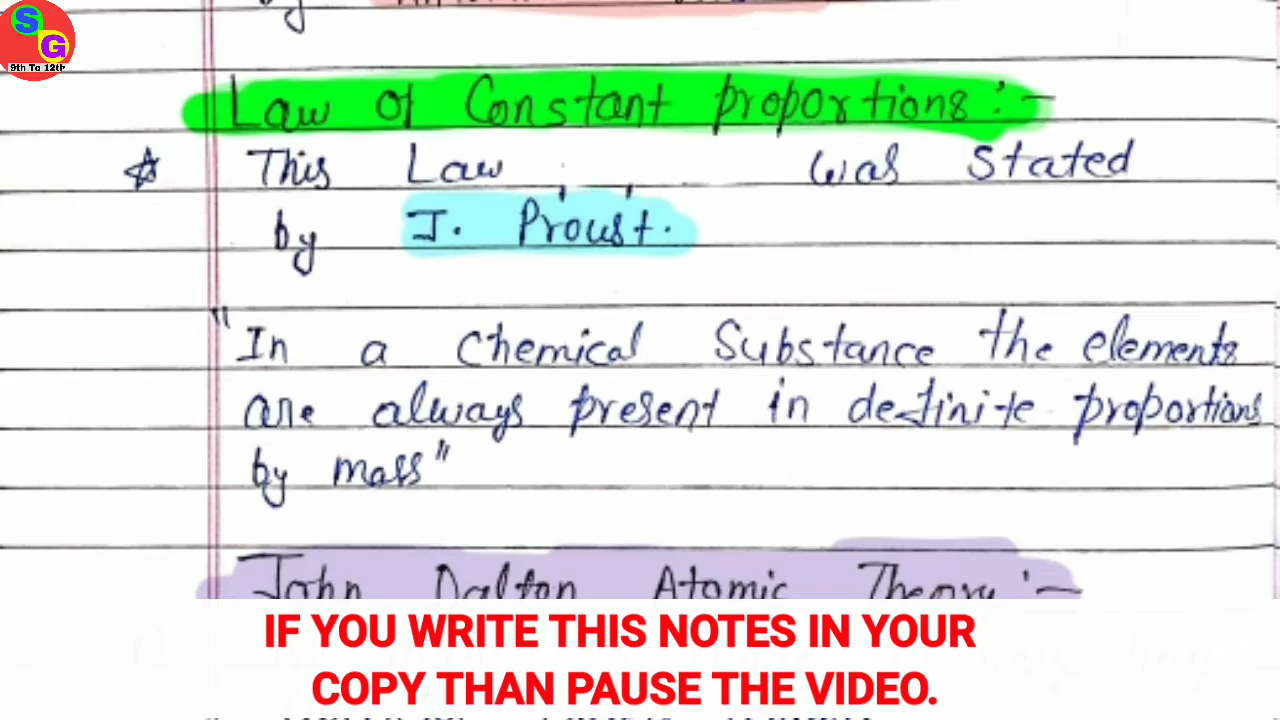 S
G
9th To 12th
by
Law of Constant proportions :-
This Law was Stated
by J. Proust.
"In a chemical Substance the elements
are always present in definite proportions
by mass"
John Dalton Atomic Theory :-
IF YOU WRITE THIS NOTES IN YOUR
COPY THAN PAUSE THE VIDEO.